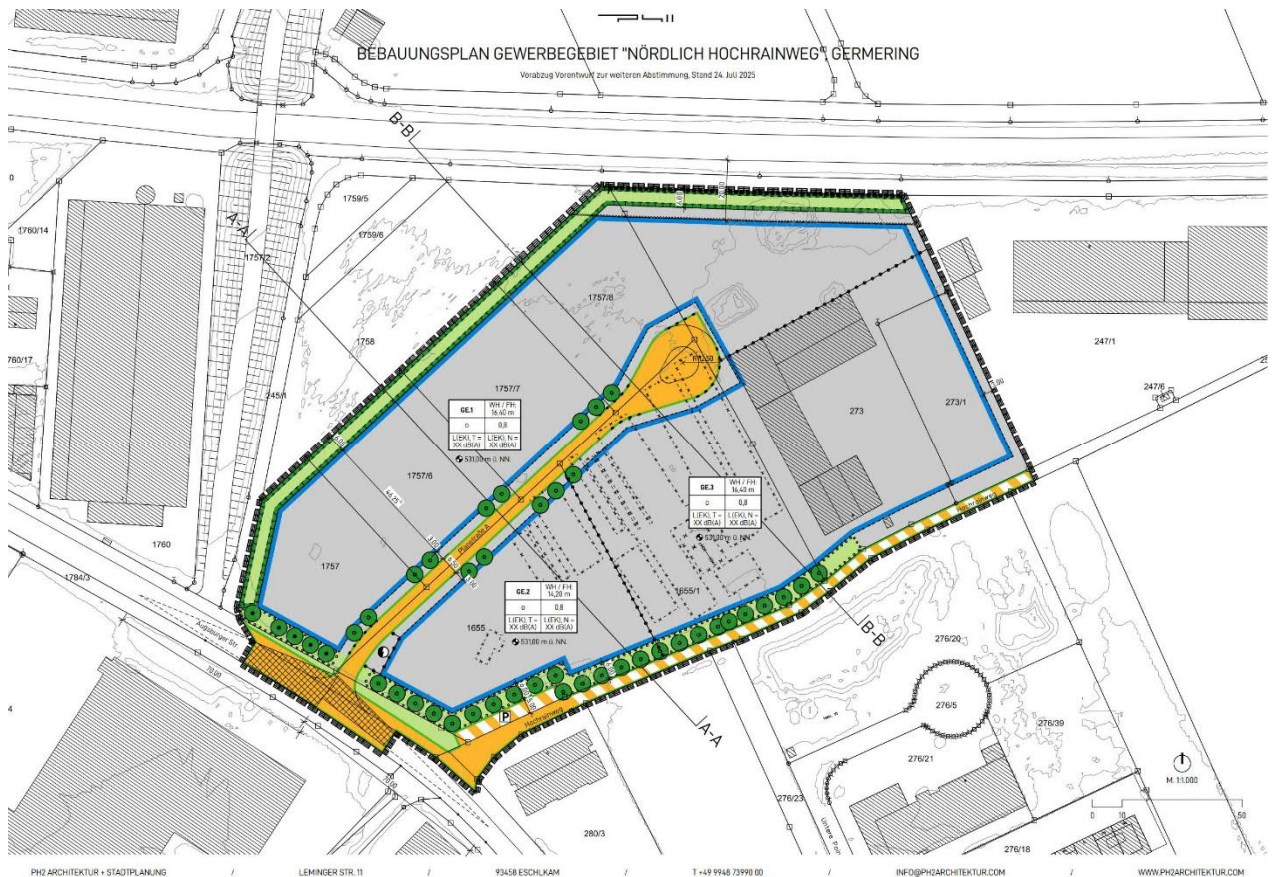 BEBAUUNGSPLAN GEWERBEGEBIET "NÖRDLICH HOCHRAINWEG", GERMERING
Vorabzug Vorentwurf zur weiteren Abstimmung, Stand 24. Juli 2025
B-B
A-A
1759/5
1759/6
1760/14
1757/2
1758
245/1
1760/17
1760
1784/3
1757/8
1757/7
1757/6
1757
1655
1655/1
273
273/1
247/1
247/6
GE.1
WH / FH:
16,40 m
o
0,8
L(EK), T =
XX dB(A)
L(EK), N =
XX dB(A)
531,00 m ü. NN.
GE.3
WH / FH:
16,40 m
o
0,8
L(EK), T =
XX dB(A)
L(EK), N =
XX dB(A)
531,00 m ü. NN.
GE.2
WH / FH:
14,20 m
o
0,8
L(EK), T =
XX dB(A)
L(EK), N =
XX dB(A)
531,00 m ü. NN.
Planstraße A
3,00
Augsburger Str.
Hochrainweg
Hochrainweg
P
B-B
A-A
276/20
276/5
276/39
276/21
276/23
276/18
280/3
M. 1:1.000
0 10 50
PH2 ARCHITEKTUR + STADTPLANUNG / LEMINGER STR. 11 / 93458 ESCHLKAM / T +49 9948 73990 00 / INFO@PH2ARCHITEKTUR.COM / WWW.PH2ARCHITEKTUR.COM